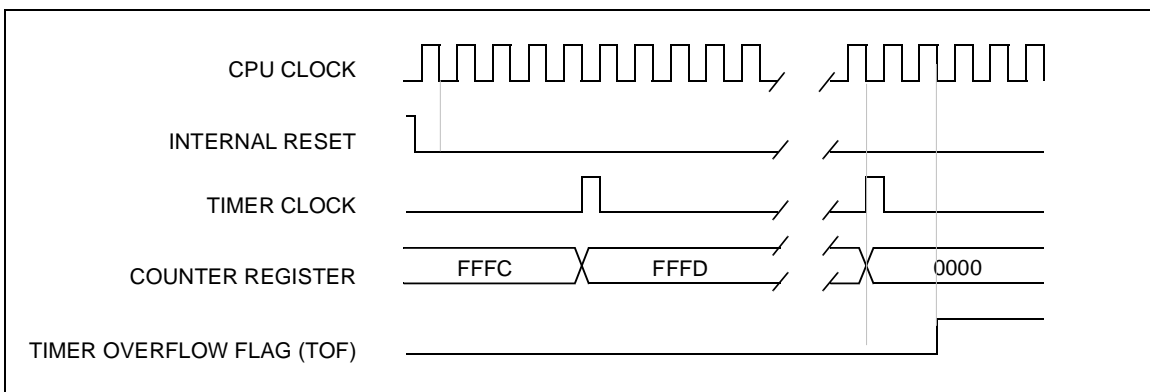 CPU CLOCK
INTERNAL RESET
TIMER CLOCK
COUNTER REGISTER FFFC FFFD 0000
TIMER OVERFLOW FLAG (TOF)